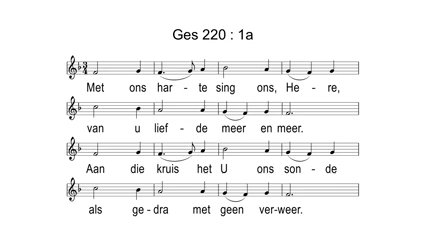 Ges 220 : 1a
Met ons har- te sing ons, He- re,
van u lief- de meer en meer.
Aan die kruis het U ons son- de
als ge- dra met geen ver- weer.